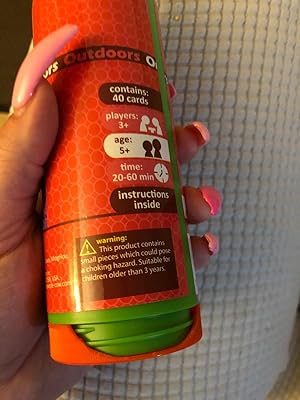 ors Outdoors O
contains:
40 cards
players:
3+
age:
5+
time:
20-60 min
instructions
inside
warning:
This product contains
Small pieces which could pose
a choking hazard. Suitable for
children older than 3 years.